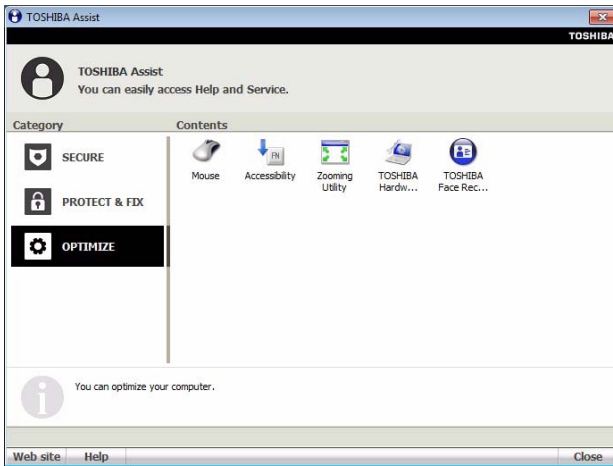 TOSHIBA Assist
TOSHIBA
TOSHIBA Assist
You can easily access Help and Service.
Category
Contents
SECURE
PROTECT & FIX
OPTIMIZE
Mouse
Accessibility
FN
Zooming
Utility
TOSHIBA
Hardw...
TOSHIBA
Face Rec...
You can optimize your computer.
Web site
Help
Close